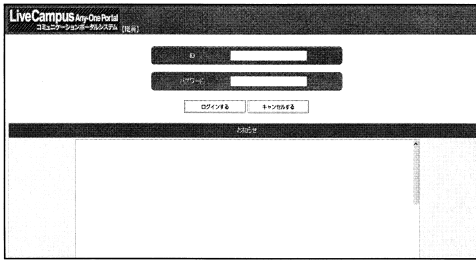 LiveCampus Any-One Portal
コミュニケーションポータルシステム
ID
パスワード
ログインする キャンセルする
お知らせ